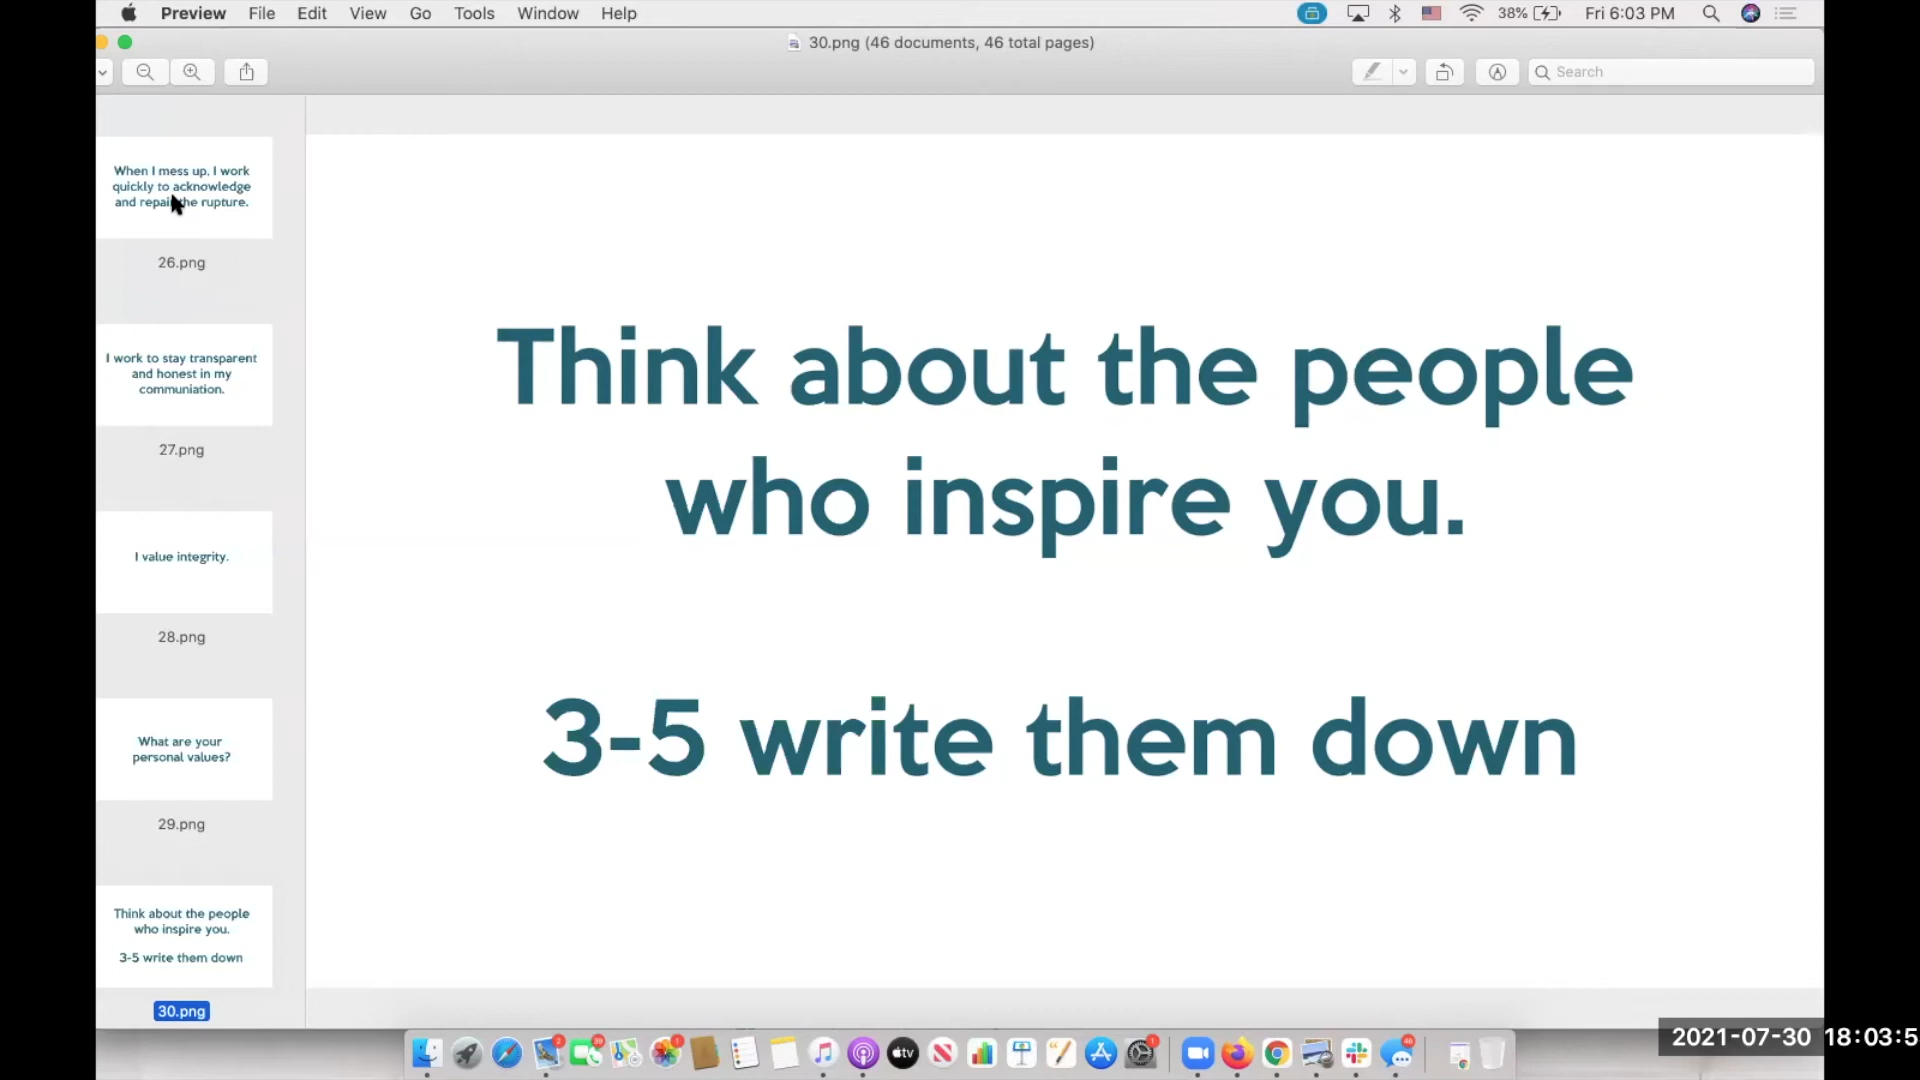 Preview File Edit View Go Tools Window Help
38% Fri 6:03 PM
30.png (46 documents, 46 total pages)
Search
When I mess up, I work
quickly to acknowledge
and repair the rupture.
26.png
I work to stay transparent
and honest in my
communiation.
27.png
I value integrity.
28.png
What are your
personal values?
29.png
Think about the people
who inspire you.
3-5 write them down
30.png
Think about the people
who inspire you.
3-5 write them down
tv
2021-07-30 18:03:5